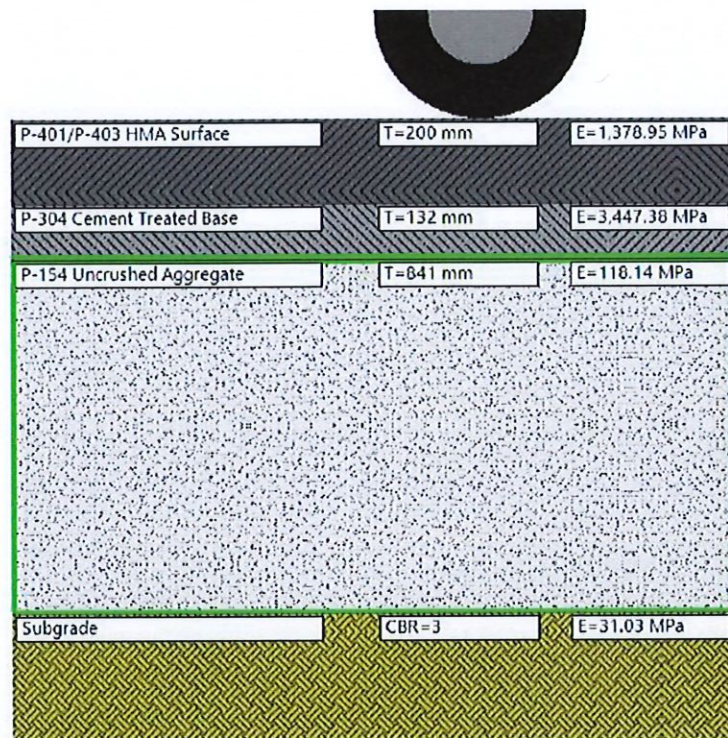 P-401/P-403 HMA Surface T=200 mm E=1,378.95 MPa
P-304 Cement Treated Base T=132 mm E=3,447.38 MPa
P-154 Uncrushed Aggregate T=841 mm E=118.14 MPa
Subgrade CBR=3 E=31.03 MPa